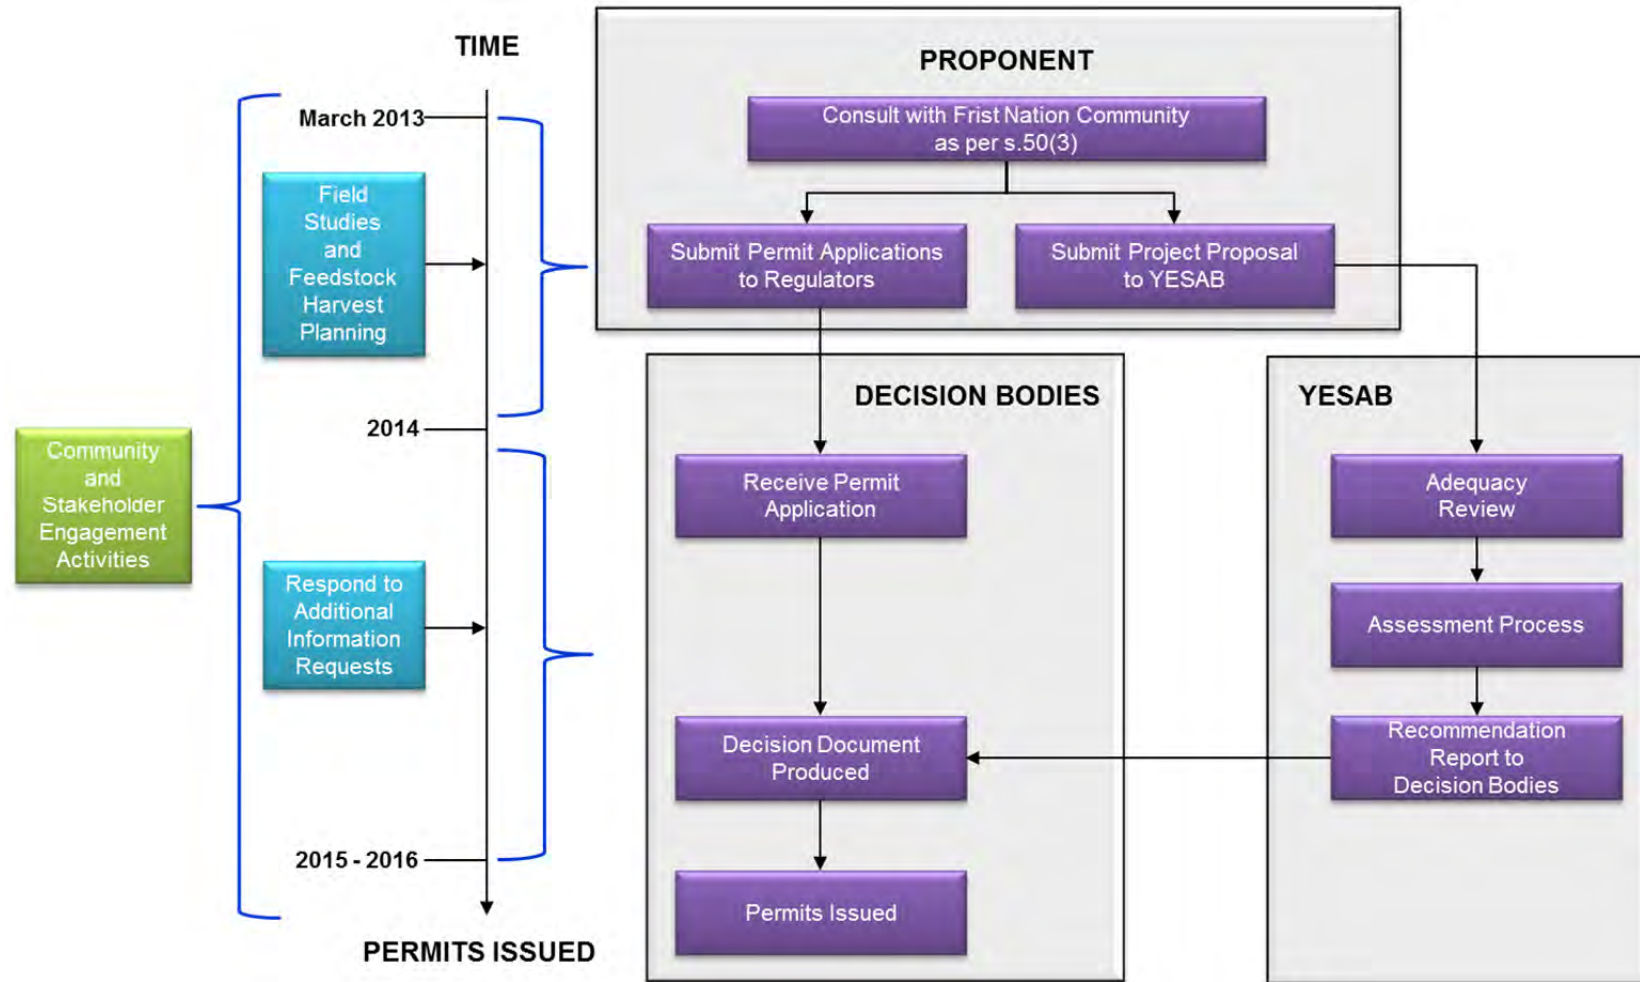 TIME
March 2013
Field
Studies
and
Feedstock
Harvest
Planning
2014
Community
and
Stakeholder
Engagement
Activities
Respond to
Additional
Information
Requests
2015 - 2016
PERMITS ISSUED
PROPONENT
Consult with Frist Nation Community
as per s.50(3)
Submit Permit Applications
to Regulators
Submit Project Proposal
to YESAB
DECISION BODIES
Receive Permit
Application
Decision Document
Produced
Permits Issued
YESAB
Adequacy
Review
Assessment Process
Recommendation
Report to
Decision Bodies